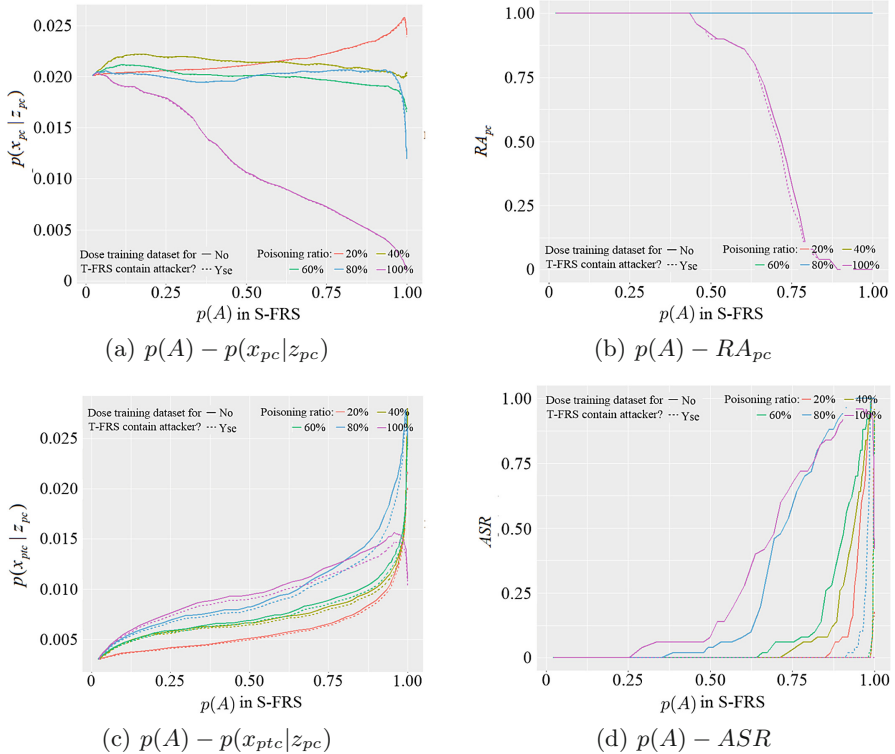 0.025
0.020
0.015
0.010
0.005
0
p(x_pc | z_pc)
Dose training dataset for — No
T-FRS contain attacker? ---- Yse
Poisoning ratio: — 20% — 40%
— 60% — 80% — 100%
0 0.25 0.50 0.75 1.00
p(A) in S-FRS
(a) p(A) − p(x_pc|z_pc)
1.00
0.75
0.50
0.25
0
RA_pc
Dose training dataset for — No
T-FRS contain attacker? ---- Yse
Poisoning ratio: — 20% — 40%
— 60% — 80% — 100%
0 0.25 0.50 0.75 1.00
p(A) in S-FRS
(b) p(A) − RA_pc
0.025
0.020
0.015
0.010
0.005
p(x_ptc | z_pc)
Dose training dataset for — No
T-FRS contain attacker? ---- Yse
Poisoning ratio: — 20% — 40%
— 60% — 80% — 100%
0 0.25 0.50 0.75 1.00
p(A) in S-FRS
(c) p(A) − p(x_ptc|z_pc)
1.00
0.75
0.50
0.25
0
ASR
Dose training dataset for — No
T-FRS contain attacker? ---- Yse
Poisoning ratio: — 20% — 40%
— 60% — 80% — 100%
0 0.25 0.50 0.75 1.00
p(A) in S-FRS
(d) p(A) − ASR